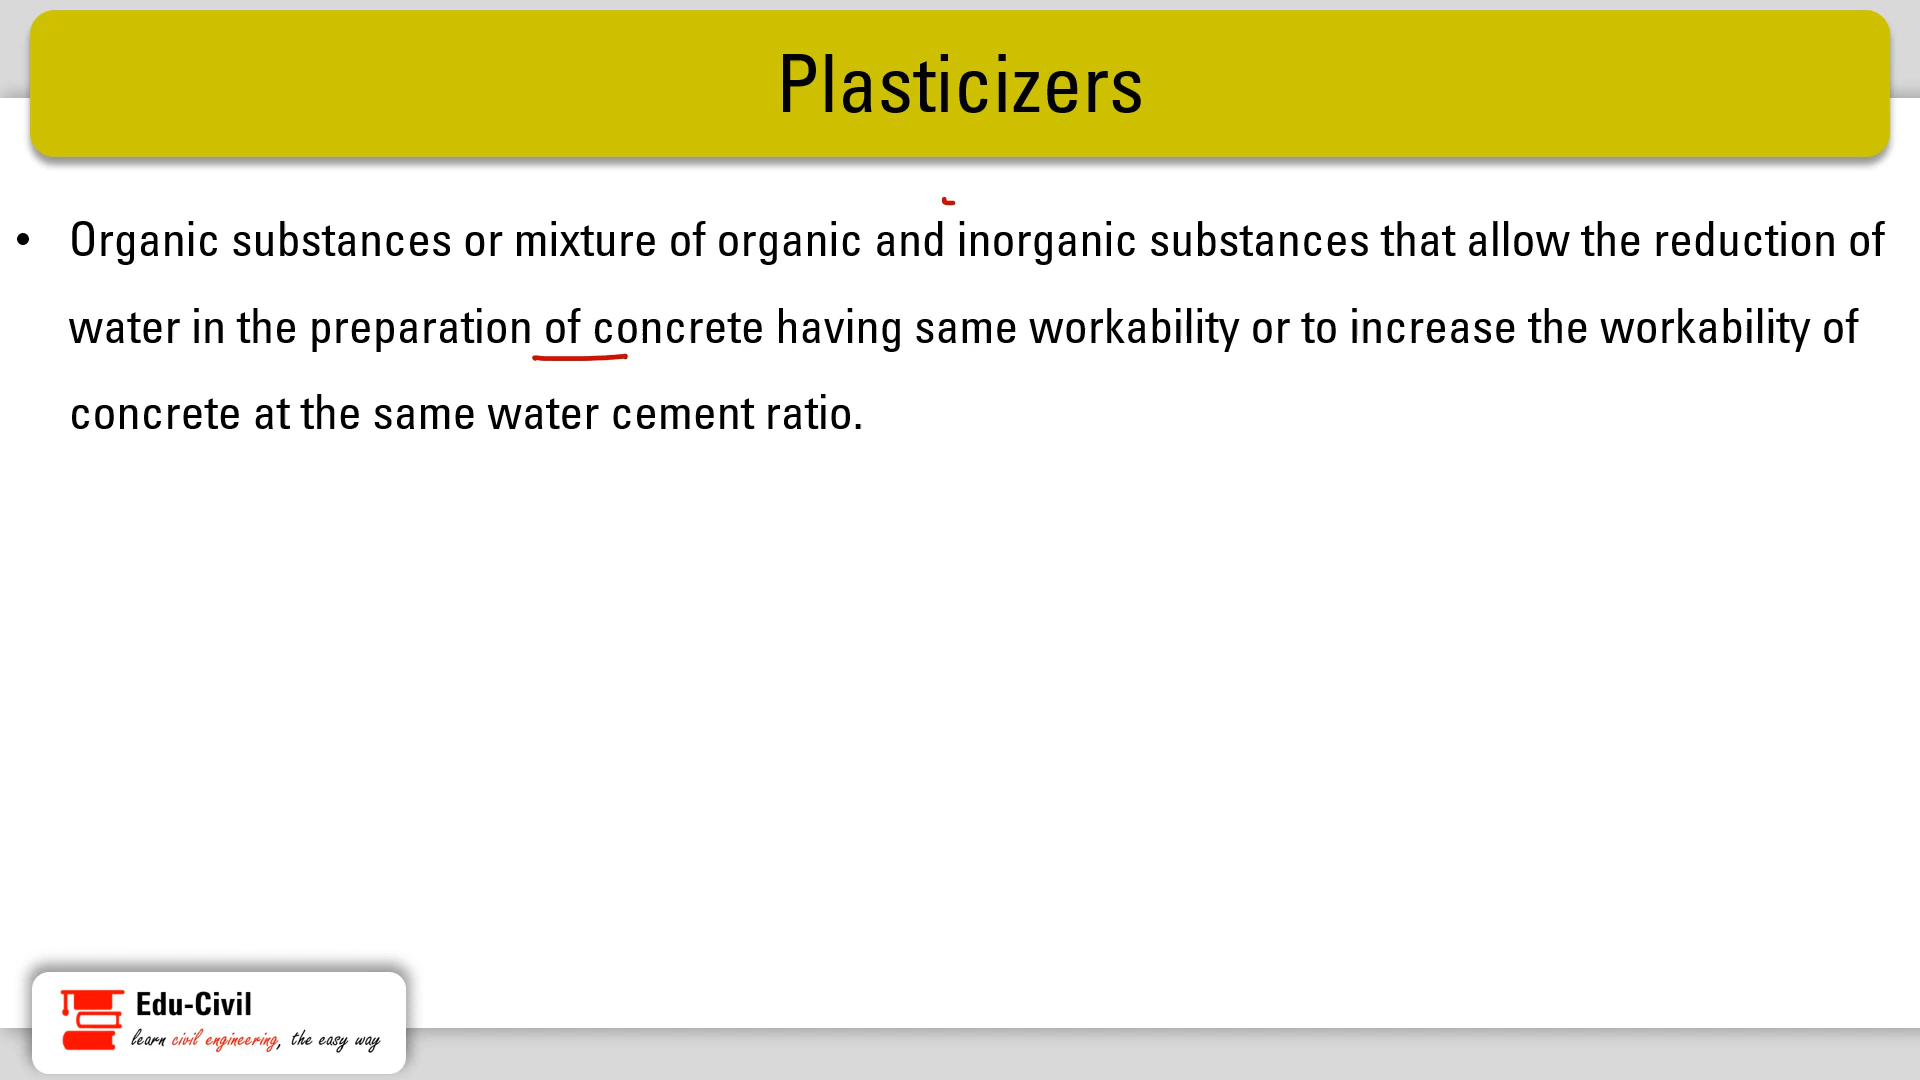 Plasticizers
• Organic substances or mixture of organic and inorganic substances that allow the reduction of
water in the preparation of concrete having same workability or to increase the workability of
concrete at the same water cement ratio.
Edu-Civil
learn civil engineering, the easy way